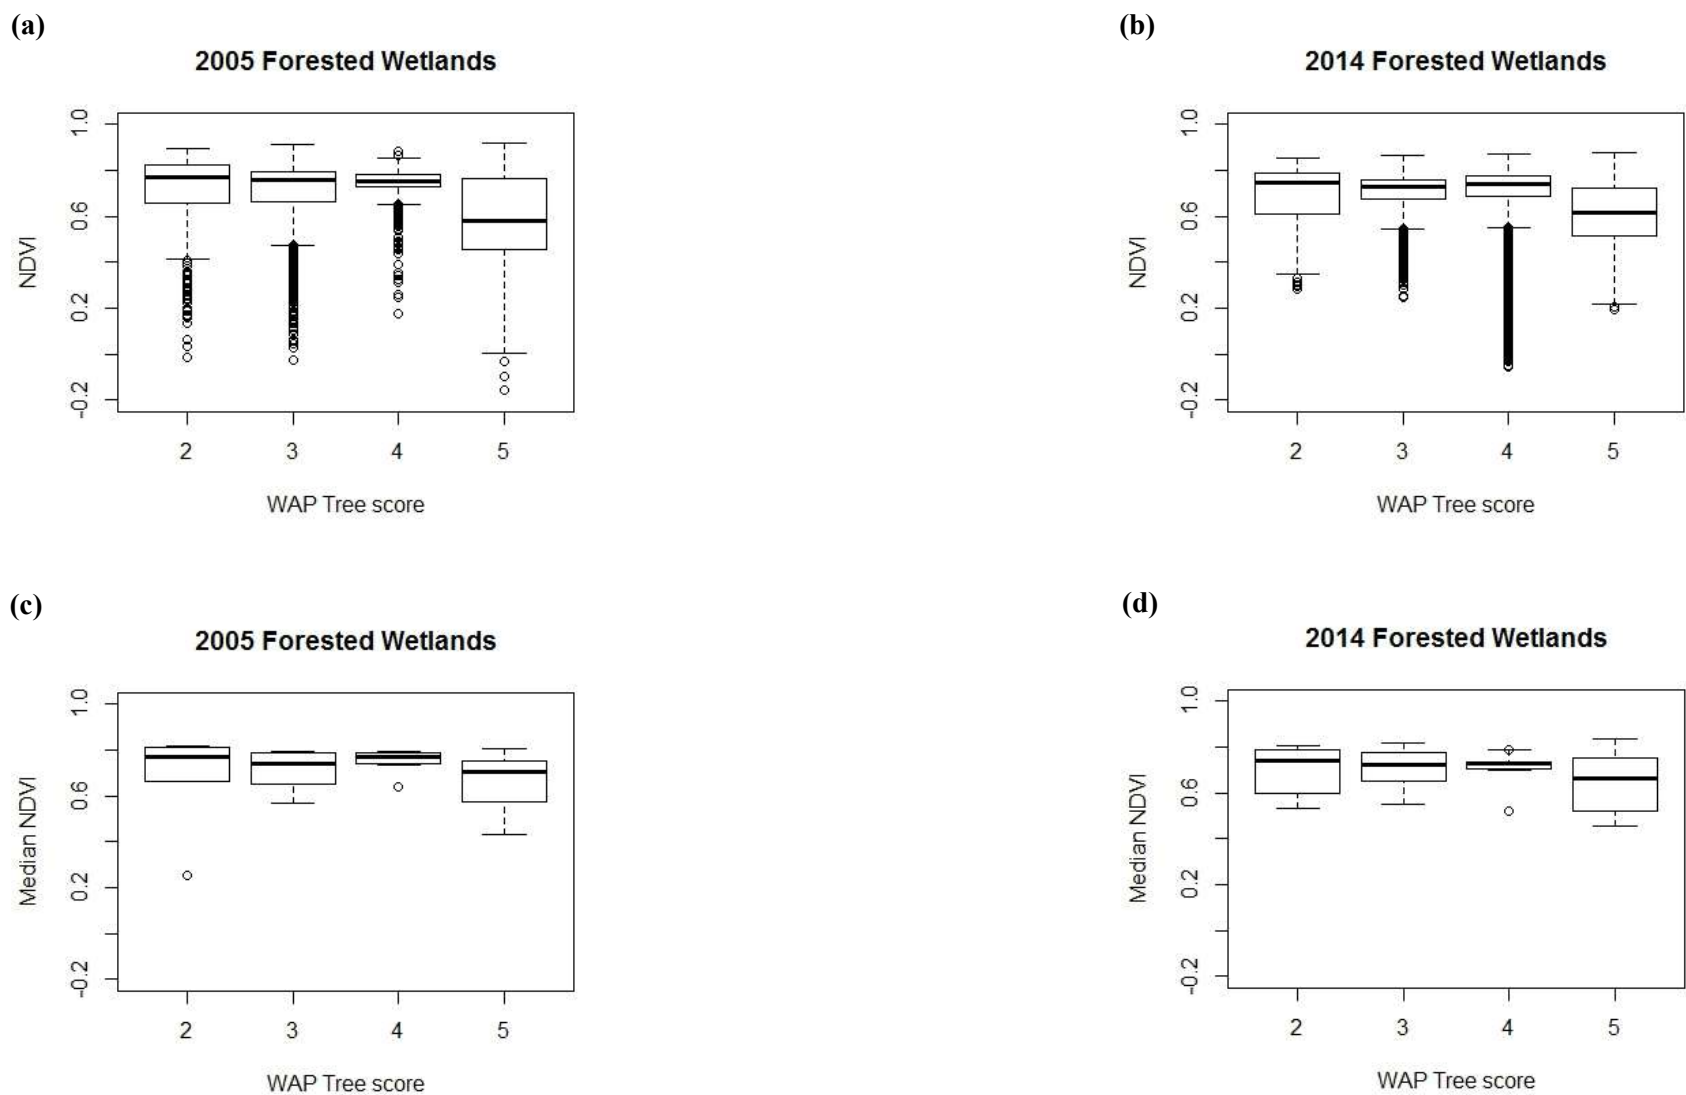 (a)
2005 Forested Wetlands
1.0
0.6
0.2
-0.2
NDVI
2 3 4 5
WAP Tree score
(b)
2014 Forested Wetlands
1.0
0.6
0.2
-0.2
NDVI
2 3 4 5
WAP Tree score
(c)
2005 Forested Wetlands
1.0
0.6
0.2
-0.2
Median NDVI
2 3 4 5
WAP Tree score
(d)
2014 Forested Wetlands
1.0
0.6
0.2
-0.2
Median NDVI
2 3 4 5
WAP Tree score